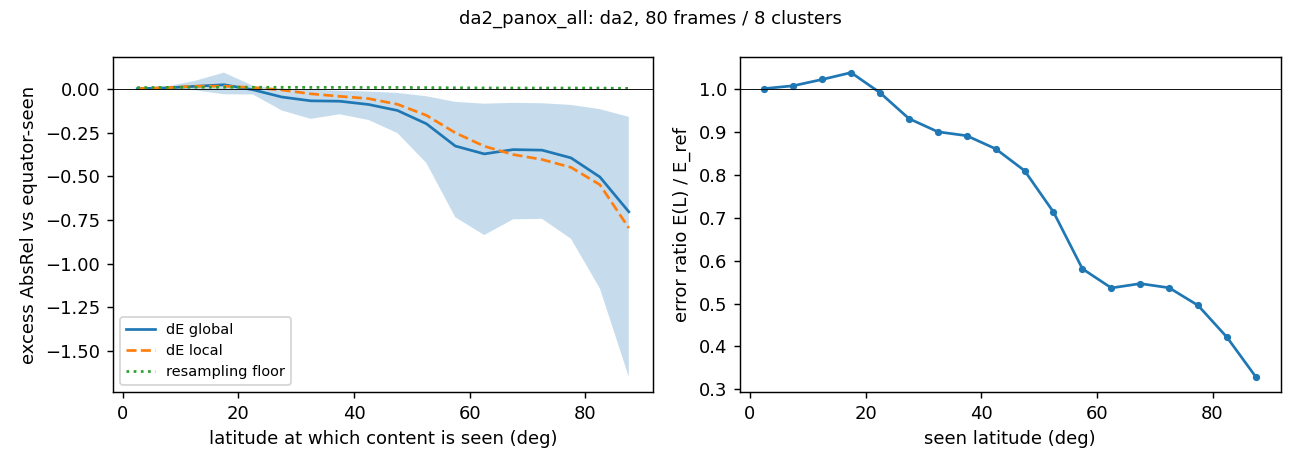 da2_panox_all: da2, 80 frames / 8 clusters
excess AbsRel vs equator-seen
0.00
−0.25
−0.50
−0.75
−1.00
−1.25
−1.50
dE global
dE local
resampling floor
0 20 40 60 80
latitude at which content is seen (deg)
error ratio E(L) / E_ref
1.0
0.9
0.8
0.7
0.6
0.5
0.4
0.3
0 20 40 60 80
seen latitude (deg)